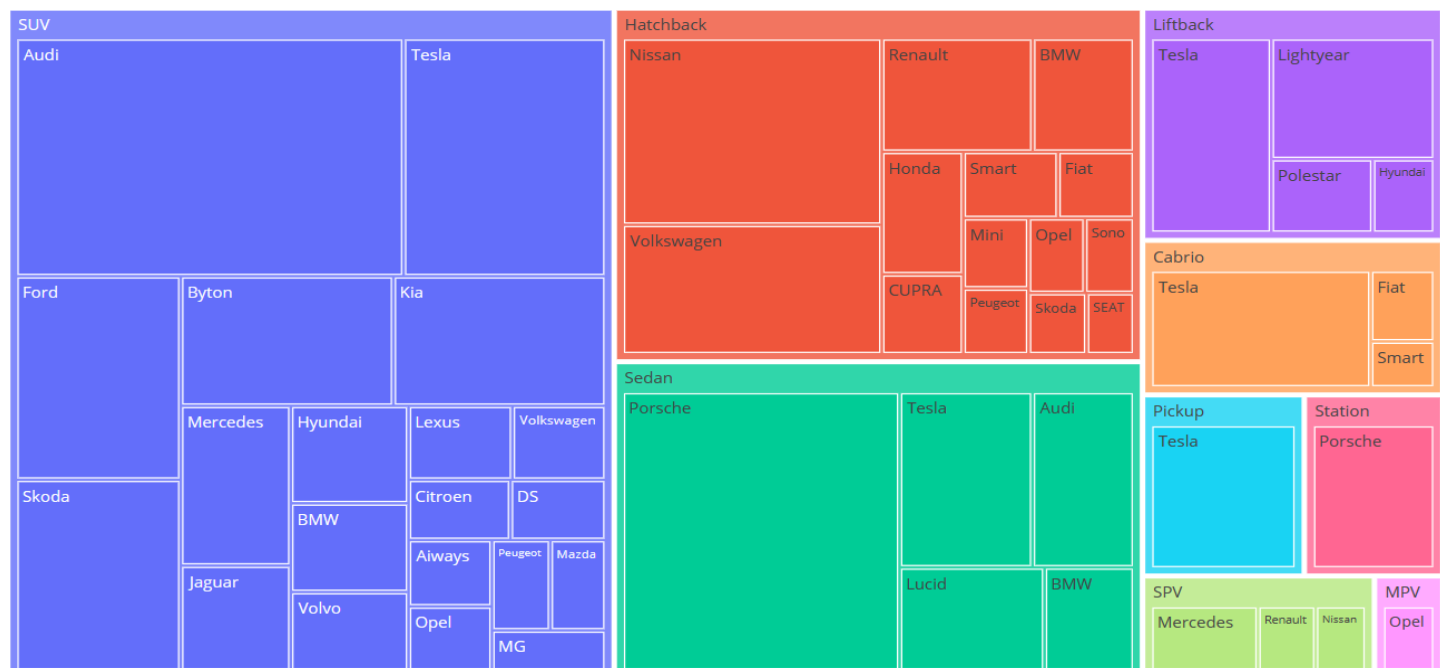 SUV
Audi
Tesla
Ford
Byton
Kia
Skoda
Mercedes
Hyundai
Lexus
Volkswagen
BMW
Citroen
DS
Jaguar
Volvo
Aiways
Peugeot
Mazda
Opel
MG
Hatchback
Nissan
Renault
BMW
Volkswagen
Honda
Smart
Fiat
CUPRA
Mini
Opel
Sono
Peugeot
Skoda
SEAT
Sedan
Porsche
Tesla
Audi
Lucid
BMW
Liftback
Tesla
Lightyear
Polestar
Hyundai
Cabrio
Tesla
Fiat
Smart
Pickup
Tesla
Station
Porsche
SPV
Mercedes
Renault
Nissan
MPV
Opel